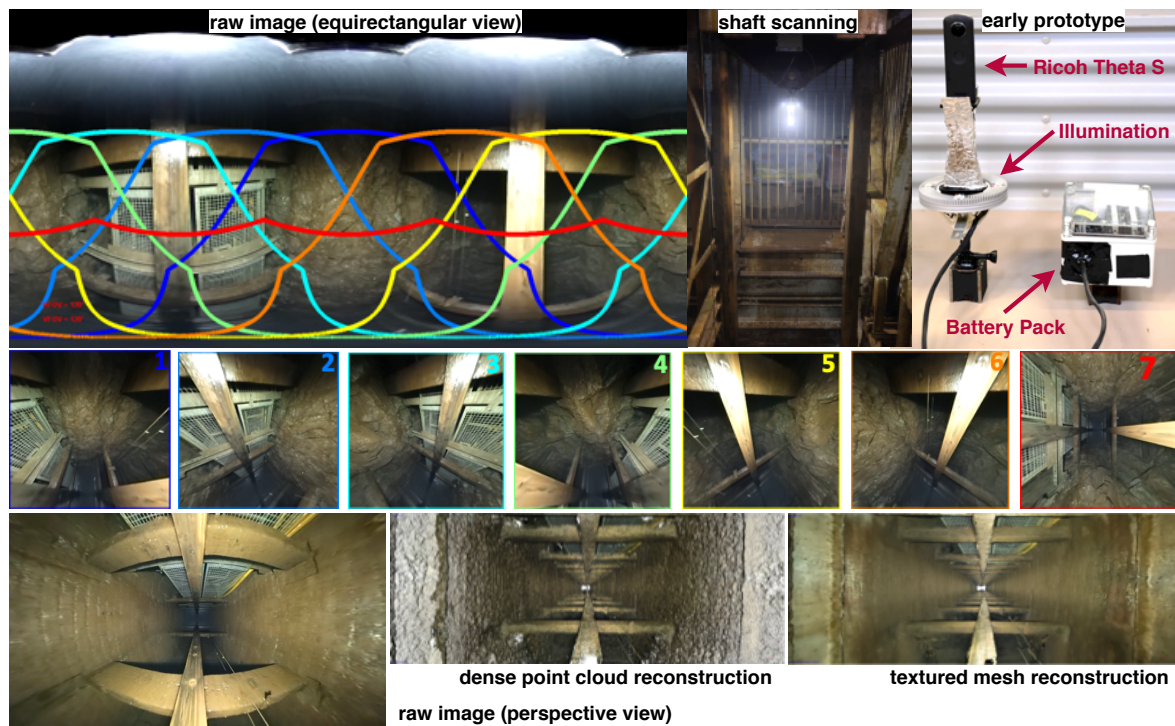 raw image (equirectangular view)
shaft scanning
early prototype
Ricoh Theta S
Illumination
Battery Pack
1
2
3
4
5
6
7
dense point cloud reconstruction
textured mesh reconstruction
raw image (perspective view)